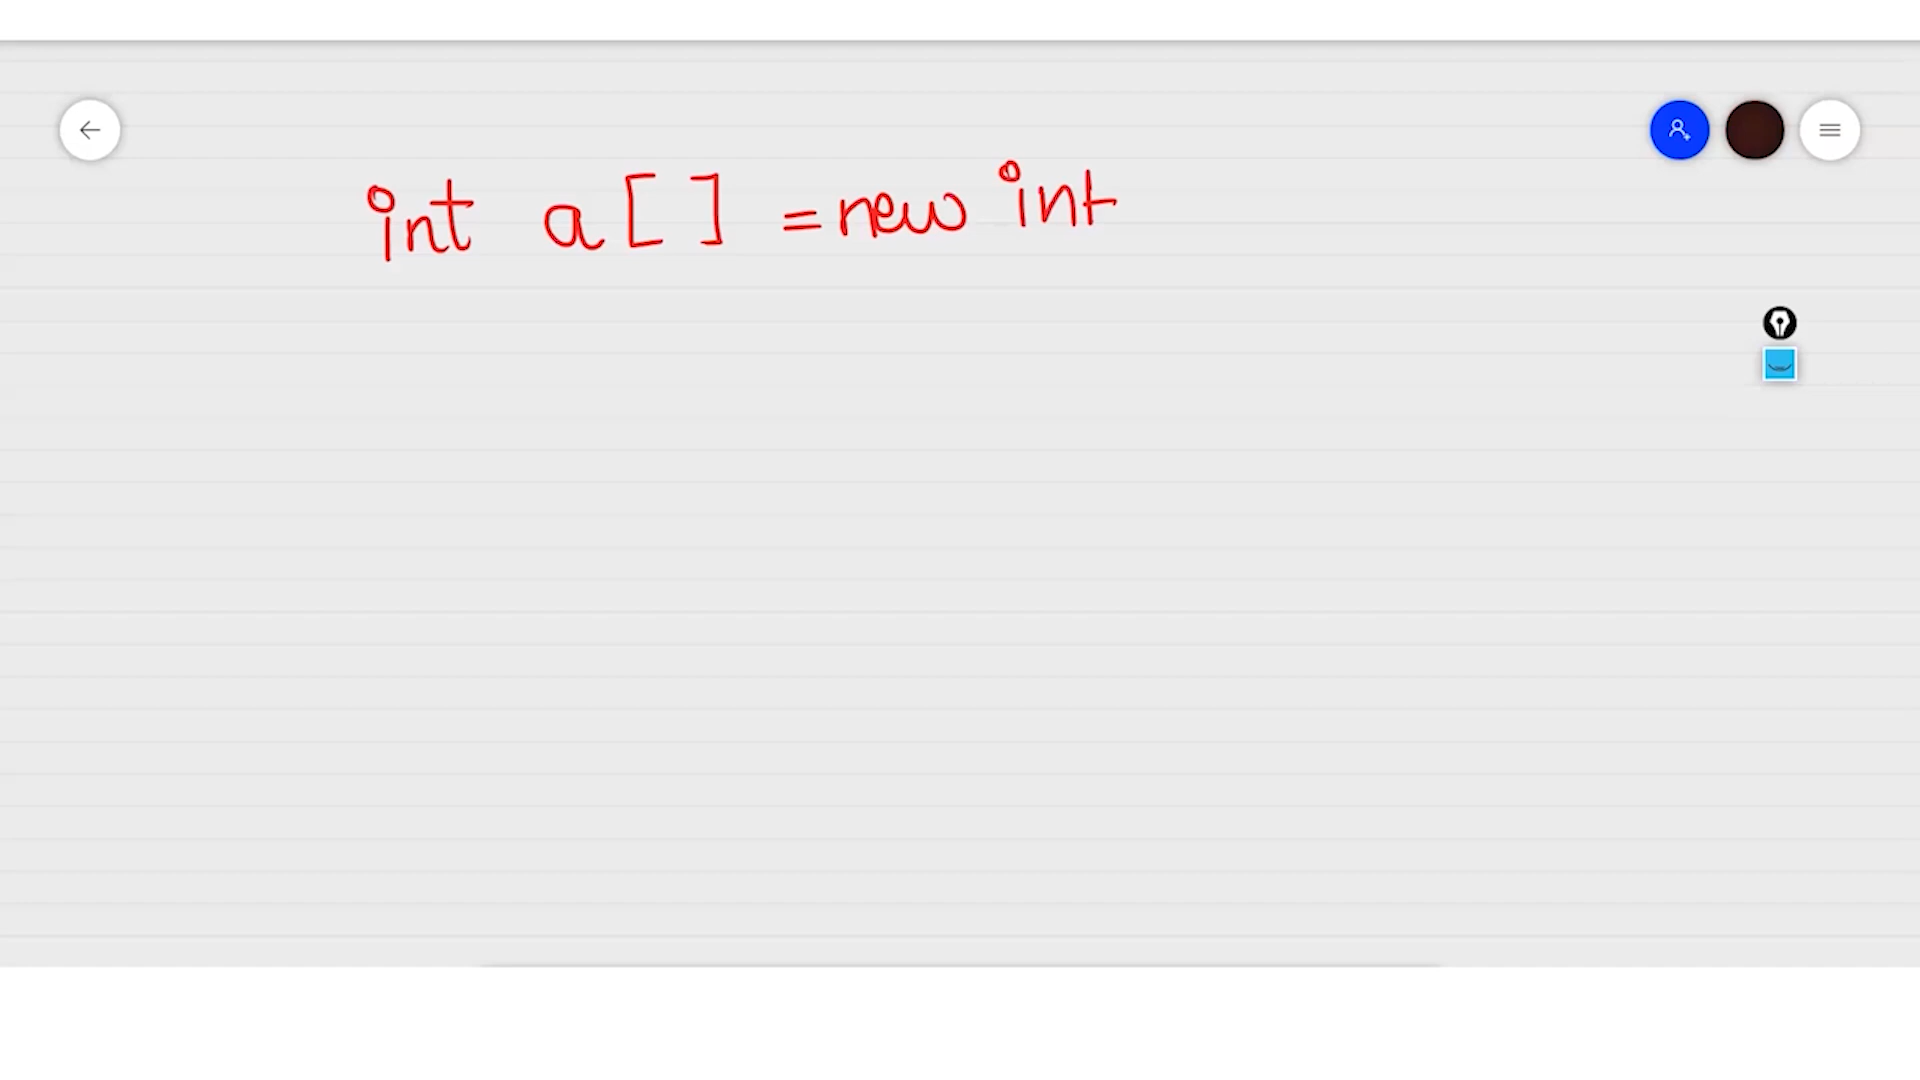 int a[] = new int